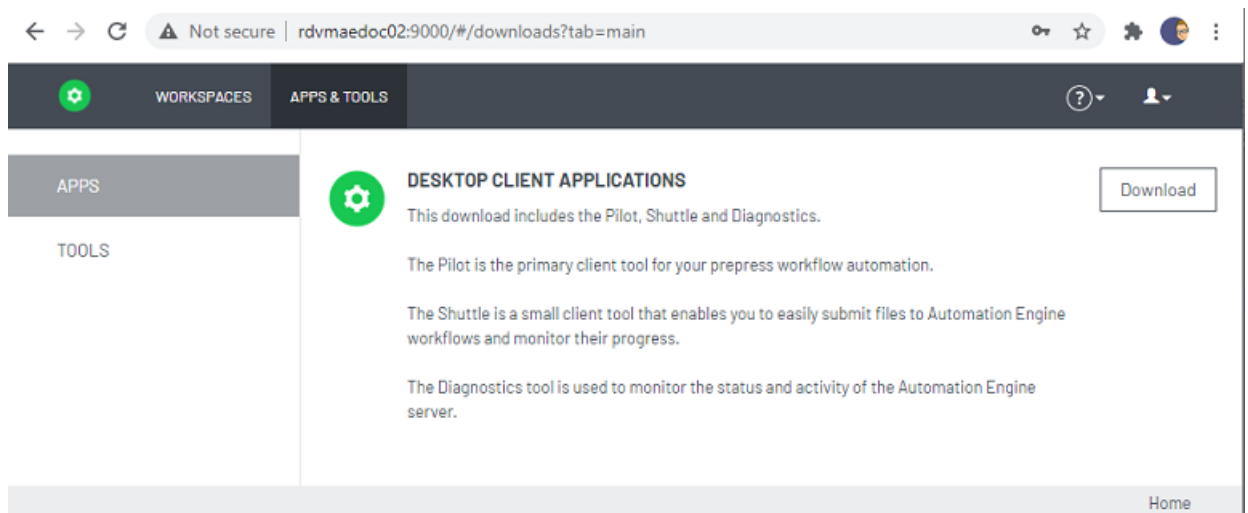 Not secure | rdvmaedoc02:9000/#/downloads?tab=main
WORKSPACES APPS & TOOLS
APPS
TOOLS
DESKTOP CLIENT APPLICATIONS
Download
This download includes the Pilot, Shuttle and Diagnostics.
The Pilot is the primary client tool for your prepress workflow automation.
The Shuttle is a small client tool that enables you to easily submit files to Automation Engine
workflows and monitor their progress.
The Diagnostics tool is used to monitor the status and activity of the Automation Engine
server.
Home